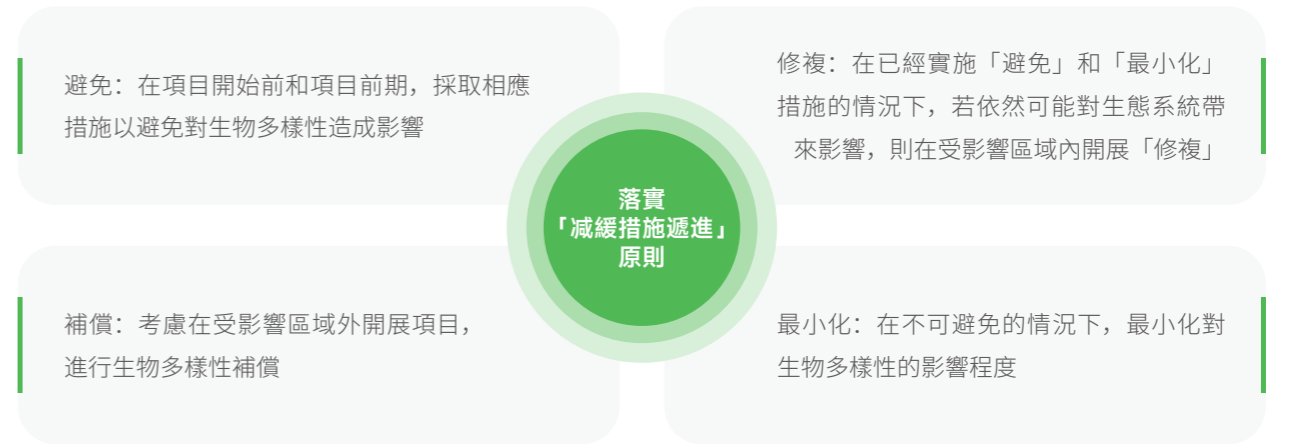 避免：在項目開始前和項目前期，採取相應
措施以避免對生物多樣性造成影響
修複：在已經實施「避免」和「最小化」
措施的情況下，若依然可能對生態系統帶
來影響，則在受影響區域內開展「修複」
落實
「减緩措施遞進」
原則
補償：考慮在受影響區域外開展項目，
進行生物多樣性補償
最小化：在不可避免的情況下，最小化對
生物多樣性的影響程度